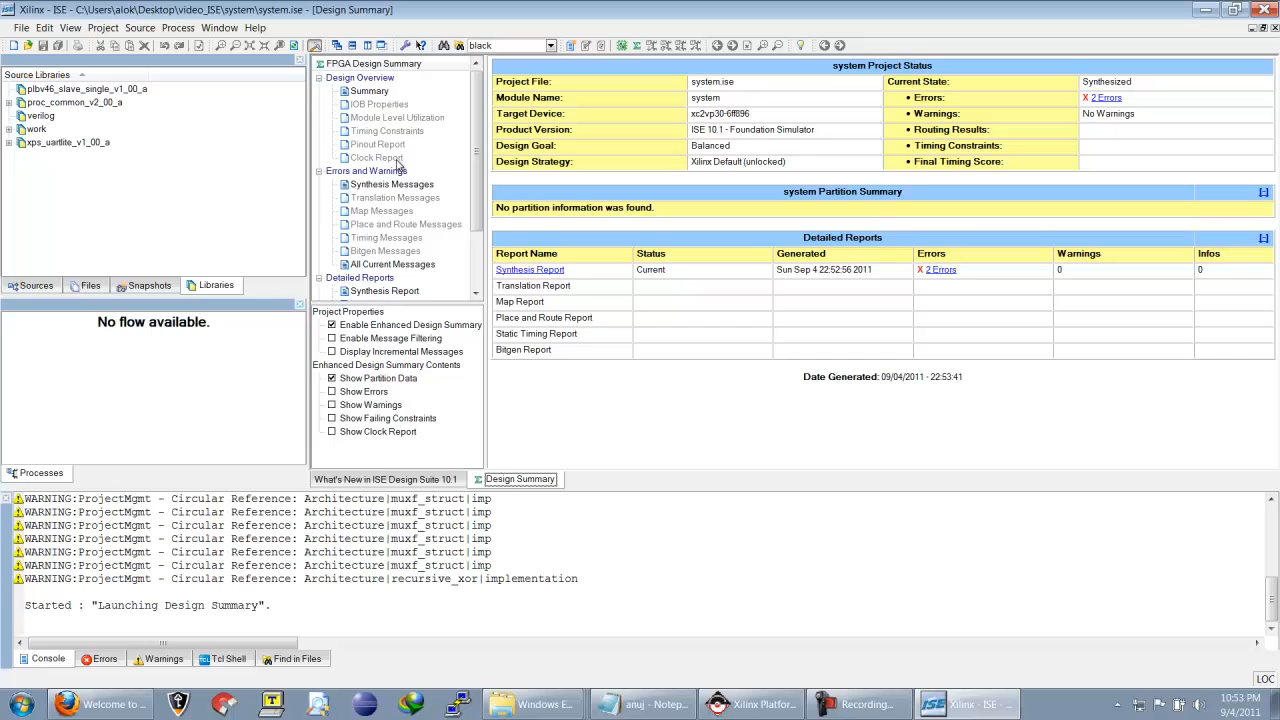 Xilinx - ISE - C:\Users\alok\Desktop\video_ISE\system\system.ise - [Design Summary]
File Edit View Project Source Process Window Help
black
Source Libraries
plbv46_slave_single_v1_00_a
proc_common_v2_00_a
verilog
work
xps_uartlite_v1_00_a
Sources Files Snapshots Libraries
No flow available.
Processes
FPGA Design Summary
Design Overview
Summary
IOB Properties
Module Level Utilization
Timing Constraints
Pinout Report
Clock Report
Errors and Warnings
Synthesis Messages
Translation Messages
Map Messages
Place and Route Messages
Timing Messages
Bitgen Messages
All Current Messages
Detailed Reports
Synthesis Report
Project Properties
Enable Enhanced Design Summary
Enable Message Filtering
Display Incremental Messages
Enhanced Design Summary Contents
Show Partition Data
Show Errors
Show Warnings
Show Failing Constraints
Show Clock Report
system Project Status
Project File: system.ise Current State: Synthesized
Module Name: system • Errors: X 2 Errors
Target Device: xc2vp30-6ff896 • Warnings: No Warnings
Product Version: ISE 10.1 - Foundation Simulator • Routing Results:
Design Goal: Balanced • Timing Constraints:
Design Strategy: Xilinx Default (unlocked) • Final Timing Score:
system Partition Summary [-]
No partition information was found.
Detailed Reports [-]
Report Name Status Generated Errors Warnings Infos
Synthesis Report Current Sun Sep 4 22:52:56 2011 X 2 Errors 0 0
Translation Report
Map Report
Place and Route Report
Static Timing Report
Bitgen Report
Date Generated: 09/04/2011 - 22:53:41
What's New in ISE Design Suite 10.1 Design Summary
WARNING:ProjectMgmt - Circular Reference: Architecture|muxf_struct|imp
WARNING:ProjectMgmt - Circular Reference: Architecture|muxf_struct|imp
WARNING:ProjectMgmt - Circular Reference: Architecture|muxf_struct|imp
WARNING:ProjectMgmt - Circular Reference: Architecture|muxf_struct|imp
WARNING:ProjectMgmt - Circular Reference: Architecture|muxf_struct|imp
WARNING:ProjectMgmt - Circular Reference: Architecture|muxf_struct|imp
WARNING:ProjectMgmt - Circular Reference: Architecture|recursive_xor|implementation
Started : "Launching Design Summary".
Console Errors Warnings Tcl Shell Find in Files
LOC
Welcome to ... Windows E... anuj - Notep... Xilinx Platfor... Recording... Xilinx - ISE - ...
10:53 PM
9/4/2011